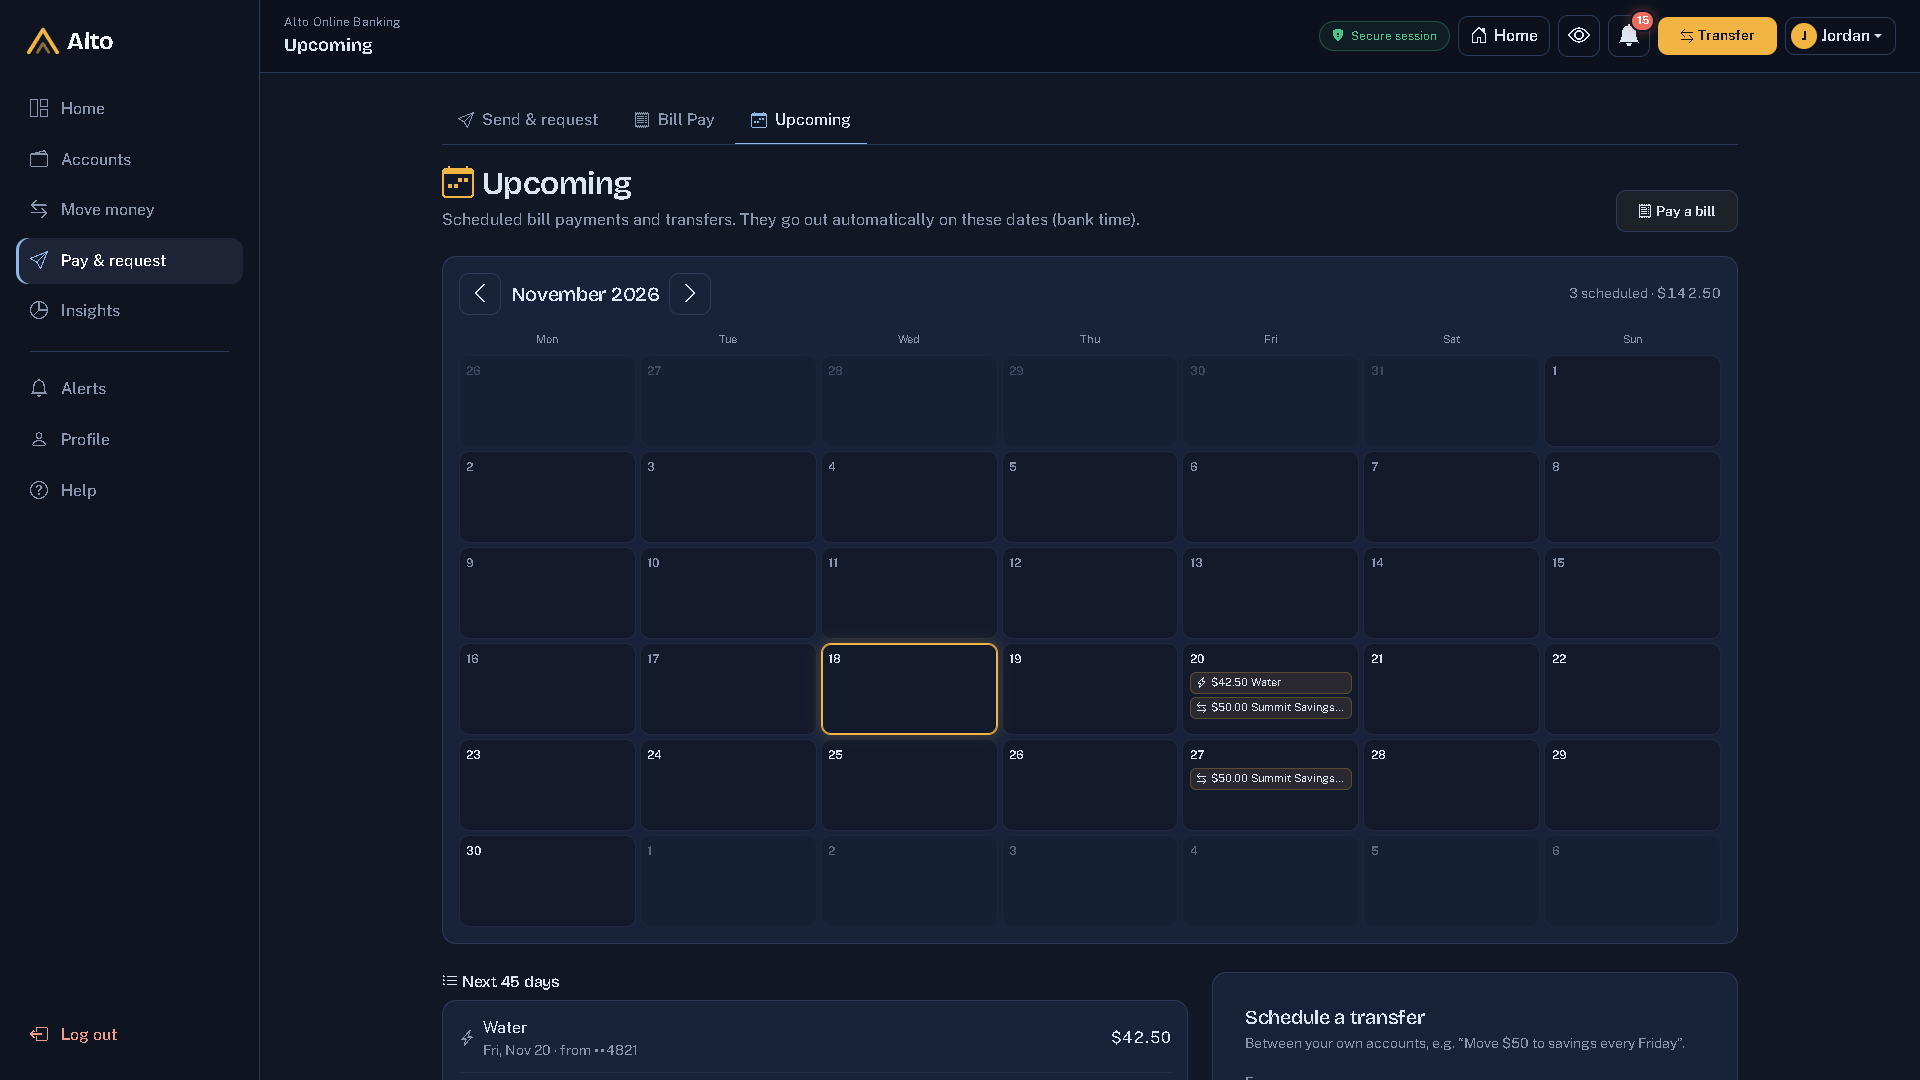 Alto
Home
Accounts
Move money
Pay & request
Insights
Alerts
Profile
Help
Log out
Alto Online Banking
Upcoming
Secure session
Home
15
Transfer
J
Jordan
Send & request
Bill Pay
Upcoming
Upcoming
Scheduled bill payments and transfers. They go out automatically on these dates (bank time).
Pay a bill
November 2026
3 scheduled · $142.50
Mon Tue Wed Thu Fri Sat Sun
26 27 28 29 30 31 1
2 3 4 5 6 7 8
9 10 11 12 13 14 15
16 17 18 19 20 21 22
$42.50 Water
$50.00 Summit Savings...
23 24 25 26 27 28 29
$50.00 Summit Savings...
30 1 2 3 4 5 6
Next 45 days
Water
Fri, Nov 20 · from ••4821
$42.50
Schedule a transfer
Between your own accounts, e.g. “Move $50 to savings every Friday”.